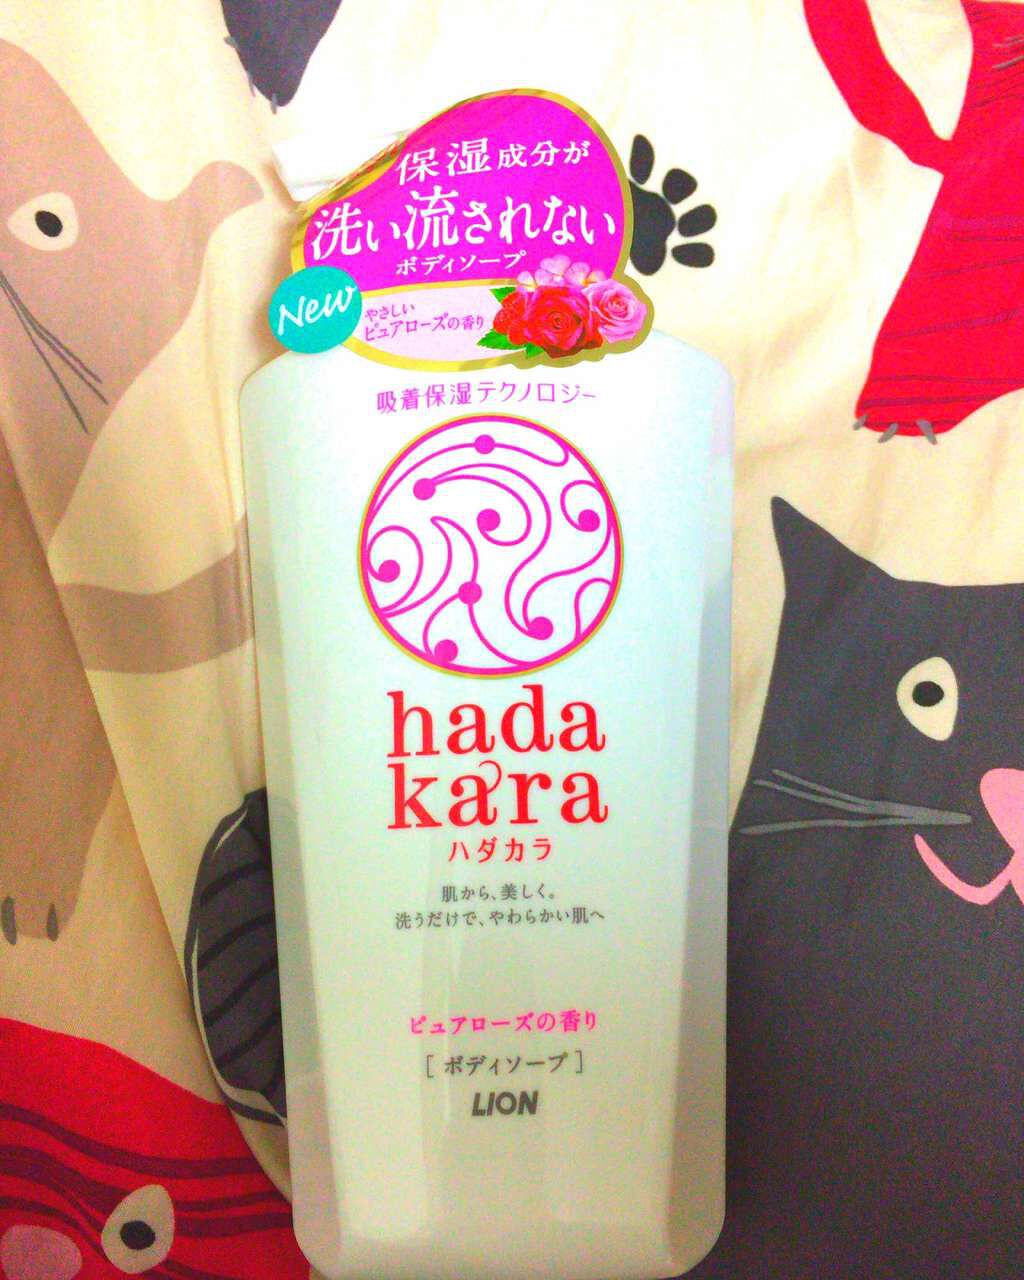 保湿成分が
洗い流されない
ボディソープ
New
やさしい
ピュアローズの香り
吸着保湿テクノロジー
hada
kara
ハダカラ
肌から、美しく。
洗うだけで、やわらかい肌へ
ピュアローズの香り
[ ボディソープ ]
LION